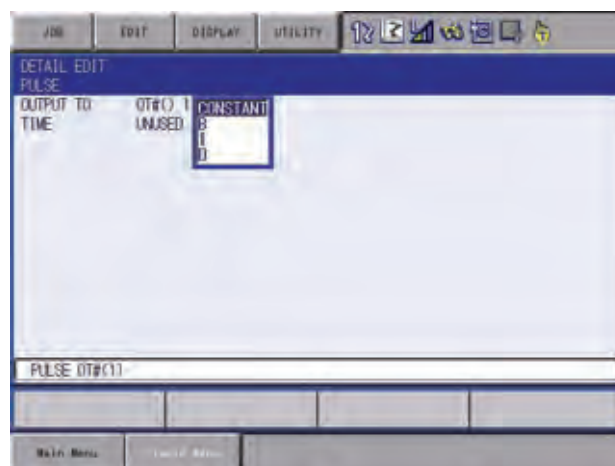 JOB EDIT DISPLAY UTILITY
DETAIL EDIT
PULSE
OUTPUT TO OT#() 1 CONSTANT
TIME UNUSED B
I
D
PULSE OT#(1)
Main Menu Menu